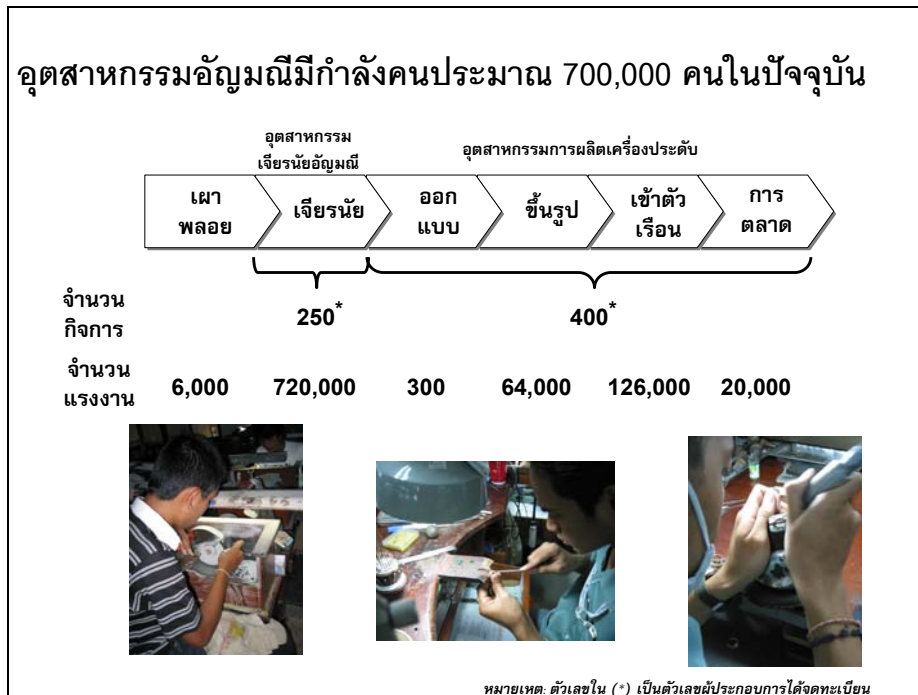 อุตสาหกรรมอัญมณีมีกำลังคนประมาณ 700,000 คนในปัจจุบัน
อุตสาหกรรม
เจียรนัยอัญมณี
อุตสาหกรรมการผลิตเครื่องประดับ
เผา
พลอย
เจียรนัย
ออก
แบบ
ขึ้นรูป
เข้าตัว
เรือน
การ
ตลาด
จำนวน
กิจการ
250*
400*
จำนวน
แรงงาน
6,000 720,000 300 64,000 126,000 20,000
หมายเหตุ: ตัวเลขใน (*) เป็นตัวเลขผู้ประกอบการได้จดทะเบียน